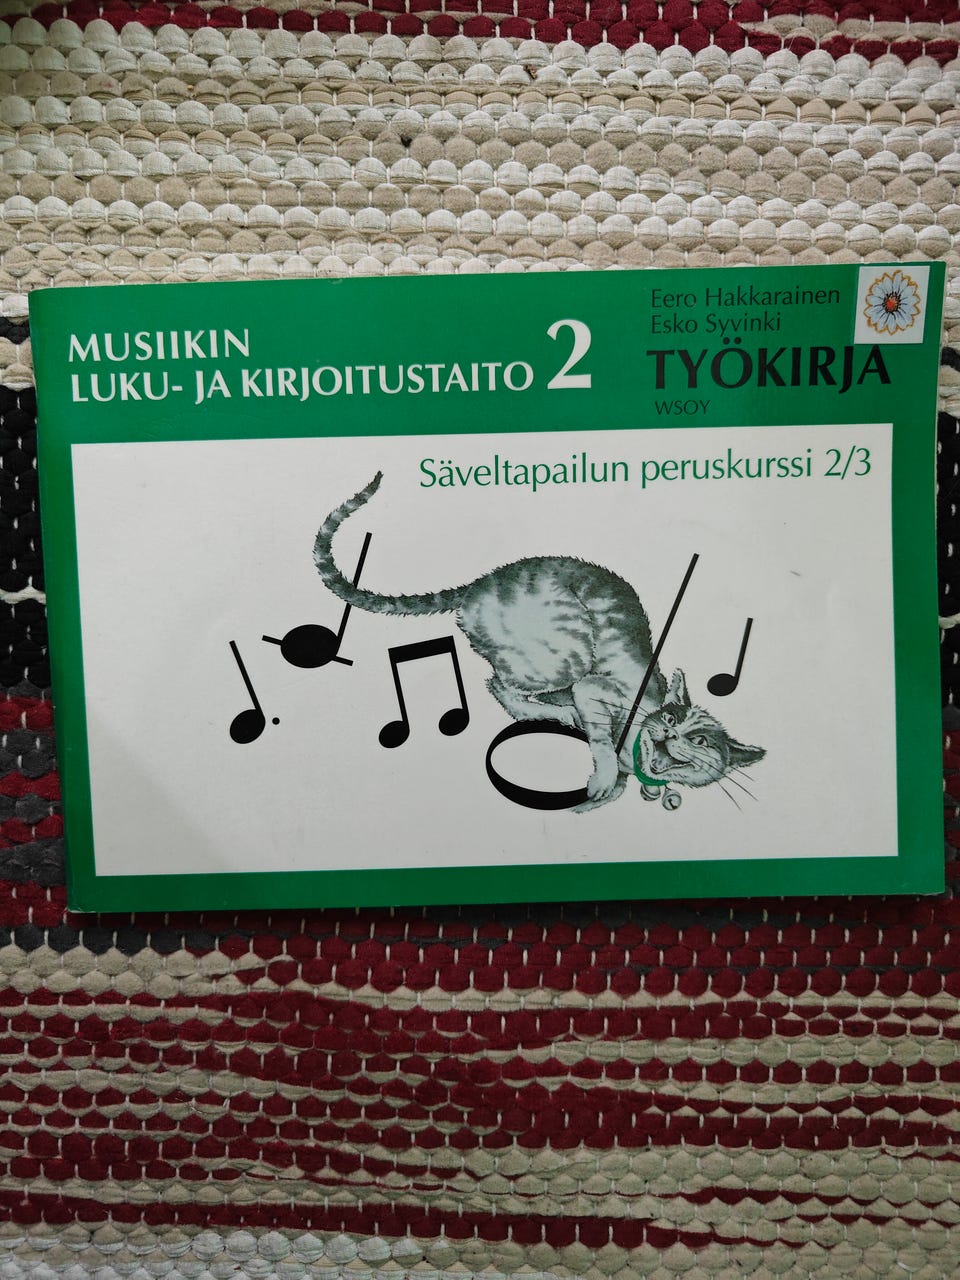 MUSIIKIN
LUKU- JA KIRJOITUSTAITO 2
Eero Hakkarainen
Esko Syvinki
TYÖKIRJA
WSOY
Säveltapailun peruskurssi 2/3